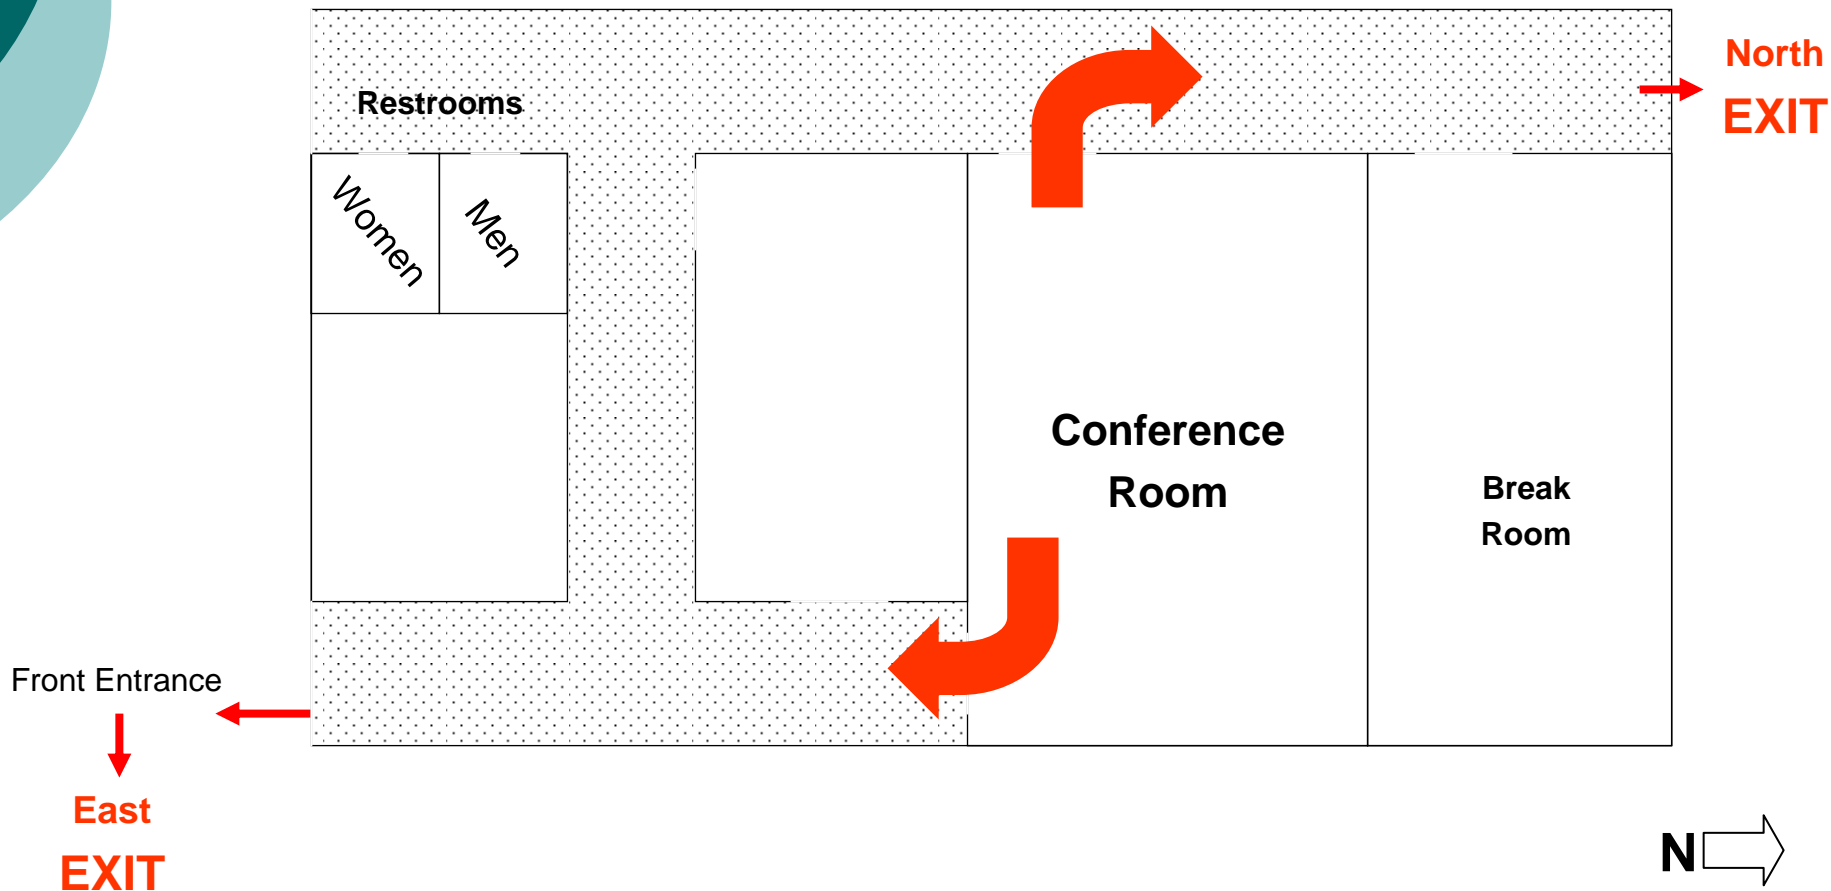 North
EXIT
Restrooms
Women
Men
Conference
Room
Break
Room
Front Entrance
East
EXIT
N